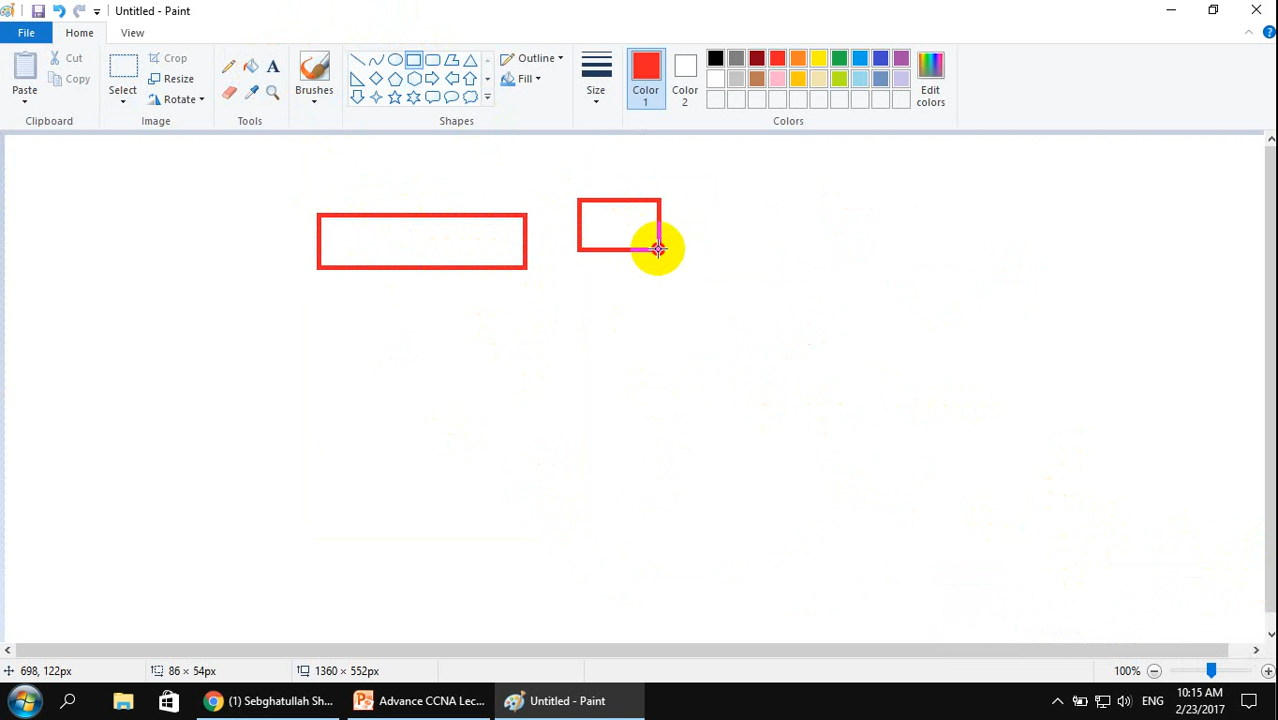 Untitled - Paint
File Home View
Paste
Cut
Copy
Clipboard
Select
Crop
Resize
Rotate
Image
A
Tools
Brushes
Outline
Fill
Shapes
Size
Color 1
Color 2
Edit colors
Colors
698, 122px
86 × 54px
1360 × 552px
100%
(1) Sebghatullah Sh...
Advance CCNA Lec...
Untitled - Paint
ENG
10:15 AM
2/23/2017